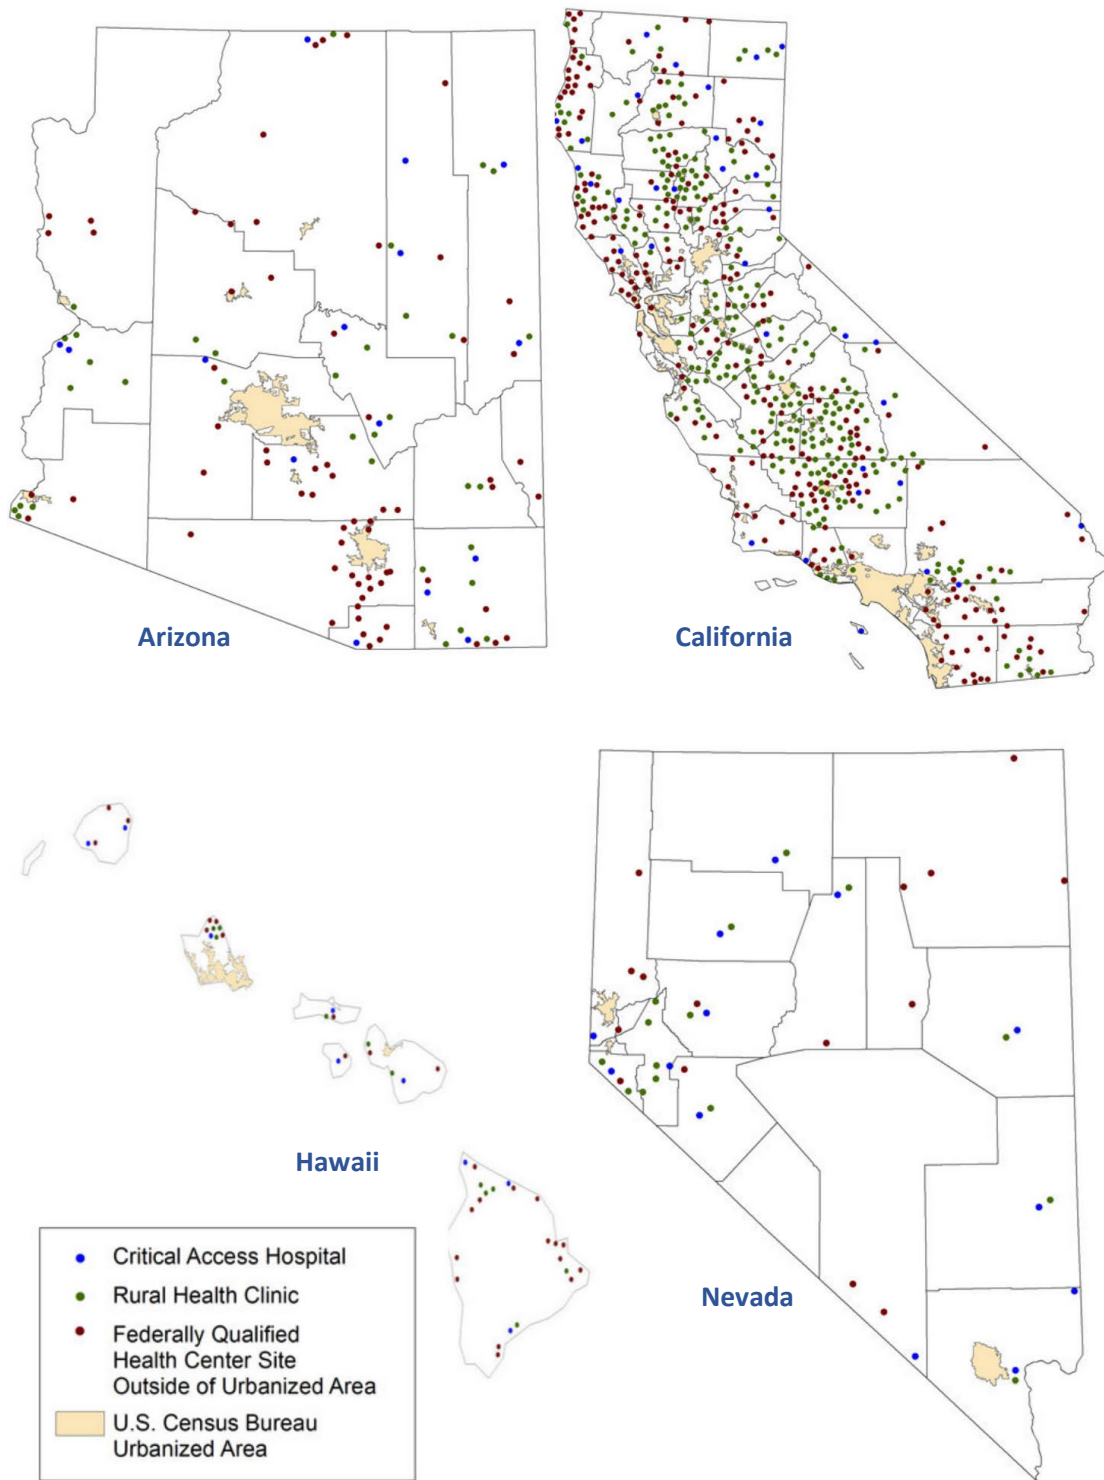 Arizona
California
Hawaii
Nevada
Critical Access Hospital
Rural Health Clinic
Federally Qualified
Health Center Site
Outside of Urbanized Area
U.S. Census Bureau
Urbanized Area